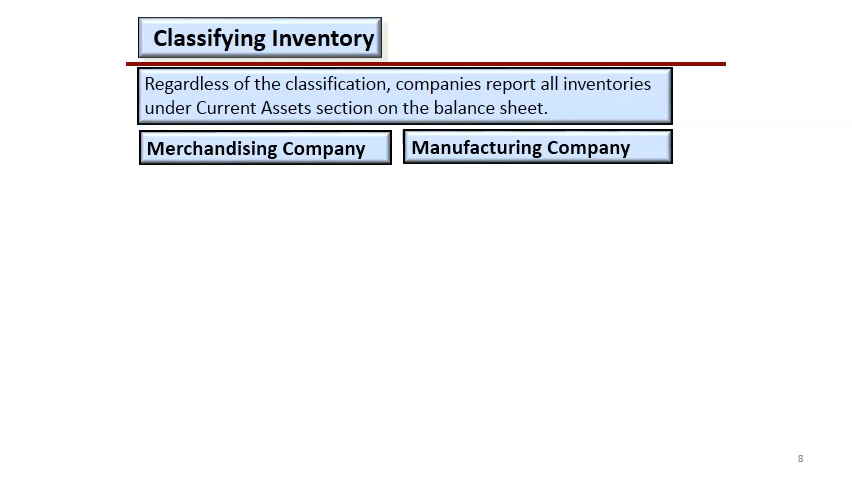 Classifying Inventory
Regardless of the classification, companies report all inventories
under Current Assets section on the balance sheet.
Merchandising Company
Manufacturing Company
8